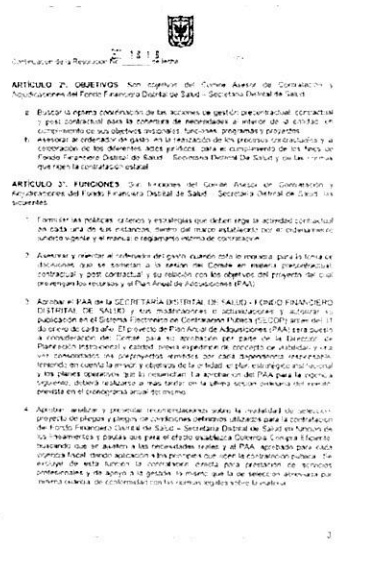 Continuación de la Resolución No. 1818 de fecha
ARTÍCULO 2°. OBJETIVOS. Son objetivos del Comité Asesor de Contratación y
Adjudicaciones del Fondo Financiero Distrital de Salud – Secretaría Distrital de Salud
a. Buscar la óptima coordinación de las acciones de gestión precontractual, contractual
y post contractual para la cobertura de necesidades al interior de la entidad en
cumplimiento de sus objetivos misionales, funciones, programas y proyectos.
b. Asesorar al ordenador de gasto, en la realización de los procesos contractuales y la
elaboración de los diferentes actos jurídicos, para el cumplimiento de los fines de
Fondo Financiero Distrital de Salud – Secretaría Distrital De Salud y de las normas
que rigen la contratación estatal.
ARTÍCULO 3°. FUNCIONES. Son funciones del Comité Asesor de Contratación y
Adjudicaciones del Fondo Financiero Distrital de Salud – Secretaría Distrital de Salud, las
siguientes:
1. Formular las políticas, criterios y estrategias que deben regir la actividad contractual
en cada una de sus instancias, dentro del marco establecido por el ordenamiento
jurídico vigente y el manual o reglamento interno de contratación.
2. Asesorar y orientar al ordenador del gasto cuando este lo requiera, para la toma de
decisiones que se sometan a la sesión del Comité en materia precontractual,
contractual y post contractual y su relación con los objetivos del proyecto del cual
provengan los recursos y el Plan Anual de Adquisiciones (PAA)
3. Aprobar el PAA de la SECRETARÍA DISTRITAL DE SALUD - FONDO FINANCIERO
DISTRITAL DE SALUD y sus modificaciones o actualizaciones y autorizar su
publicación en el Sistema Electrónico de Contratación Pública (SECOP) antes del 31
de enero de cada año. El proyecto de Plan Anual de Adquisiciones (PAA) será puesto
a consideración del Comité para su aprobación por parte de la Dirección de
Planeación Institucional y Calidad, previa expedición de concepto de viabilidad y una
vez consolidados los preproyectos remitidos por cada dependencia responsable,
teniendo en cuenta la misión y objetivos de la entidad, el plan estratégico institucional
y los planes operativos que lo desarrollan. La aprobación del PAA para la vigencia
siguiente, deberá realizarse a más tardar en la última sesión ordinaria del comité,
prevista en el cronograma anual del mismo.
4. Aprobar, analizar y presentar recomendaciones sobre la modalidad de selección,
proyecto de pliegos y pliegos de condiciones definitivos utilizados para la contratación
del Fondo Financiero Distrital de Salud – Secretaría Distrital de Salud en función de
los lineamientos y pautas que para el efecto establezca Colombia Compra Eficiente,
buscando que se ajusten a las necesidades reales y al PAA, aprobado para cada
vigencia fiscal, dando aplicación a los principios que rigen la contratación pública. Se
excluye de esta función la contratación directa para prestación de servicios
profesionales y de apoyo a la gestión, lo mismo que la de selección abreviada por
mínima cuantía, de conformidad con las normas legales sobre la materia.
3